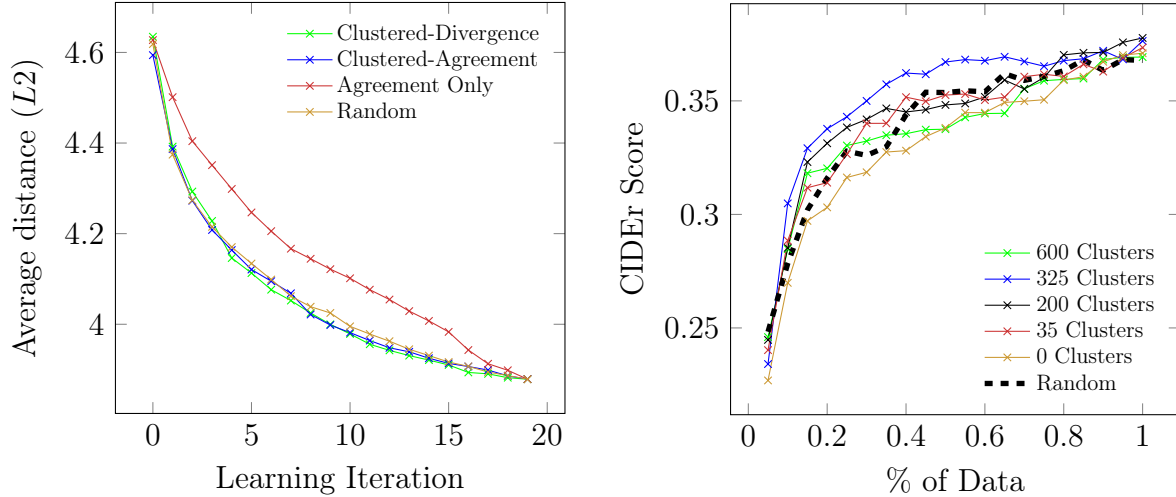 Clustered-Divergence
Clustered-Agreement
Agreement Only
Random
4.6
4.4
4.2
4
Average distance (L2)
0
5
10
15
20
Learning Iteration
0.35
0.3
0.25
CIDEr Score
600 Clusters
325 Clusters
200 Clusters
35 Clusters
0 Clusters
Random
0
0.2
0.4
0.6
0.8
1
% of Data